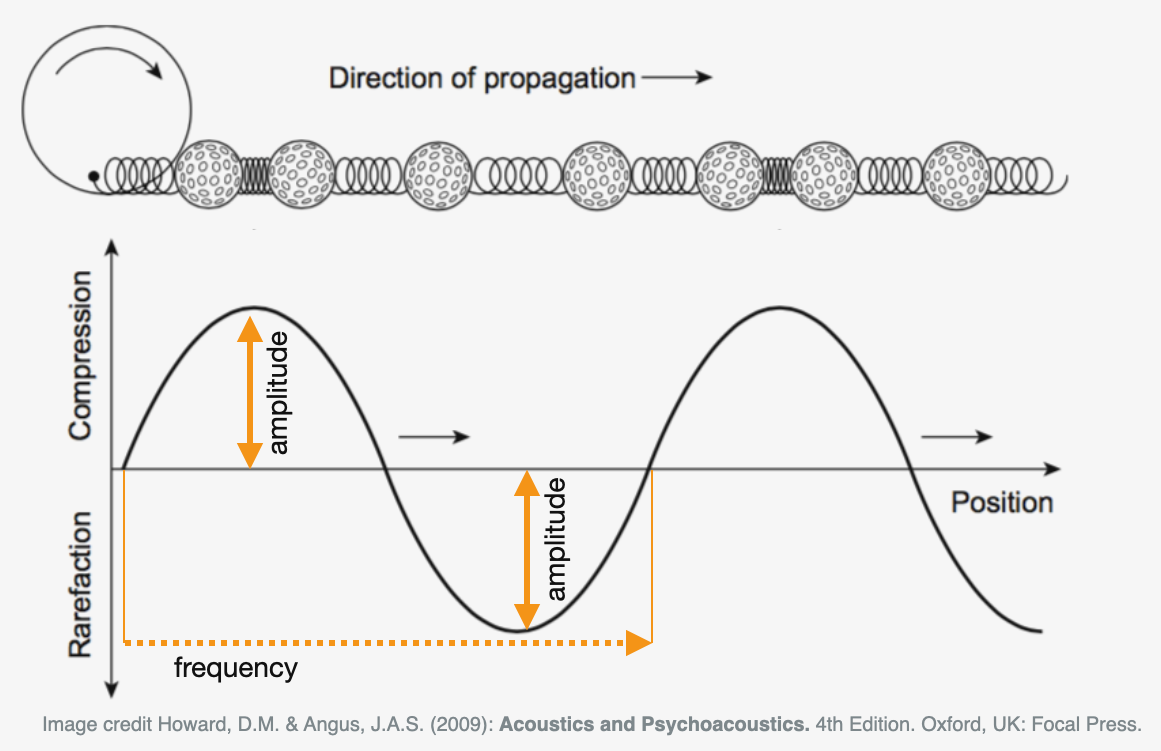 Direction of propagation
Compression
amplitude
amplitude
Position
Rarefaction
frequency
Image credit Howard, D.M. & Angus, J.A.S. (2009): Acoustics and Psychoacoustics. 4th Edition. Oxford, UK: Focal Press.